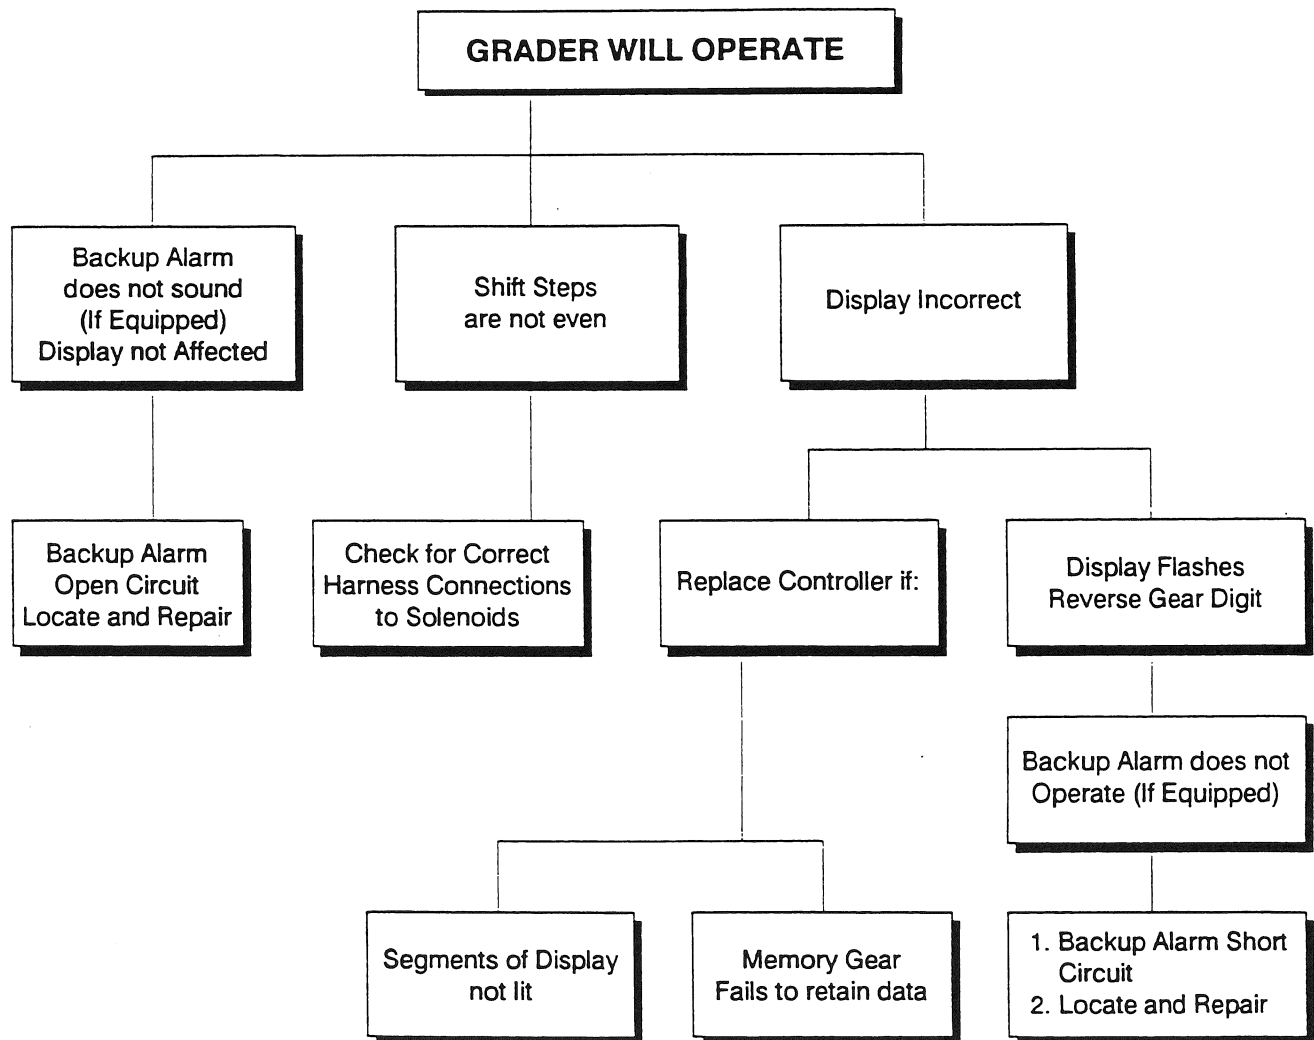 GRADER WILL OPERATE
Backup Alarm
does not sound
(If Equipped)
Display not Affected
Shift Steps
are not even
Display Incorrect
Backup Alarm
Open Circuit
Locate and Repair
Check for Correct
Harness Connections
to Solenoids
Replace Controller if:
Display Flashes
Reverse Gear Digit
Backup Alarm does not
Operate (If Equipped)
Segments of Display
not lit
Memory Gear
Fails to retain data
1. Backup Alarm Short
Circuit
2. Locate and Repair